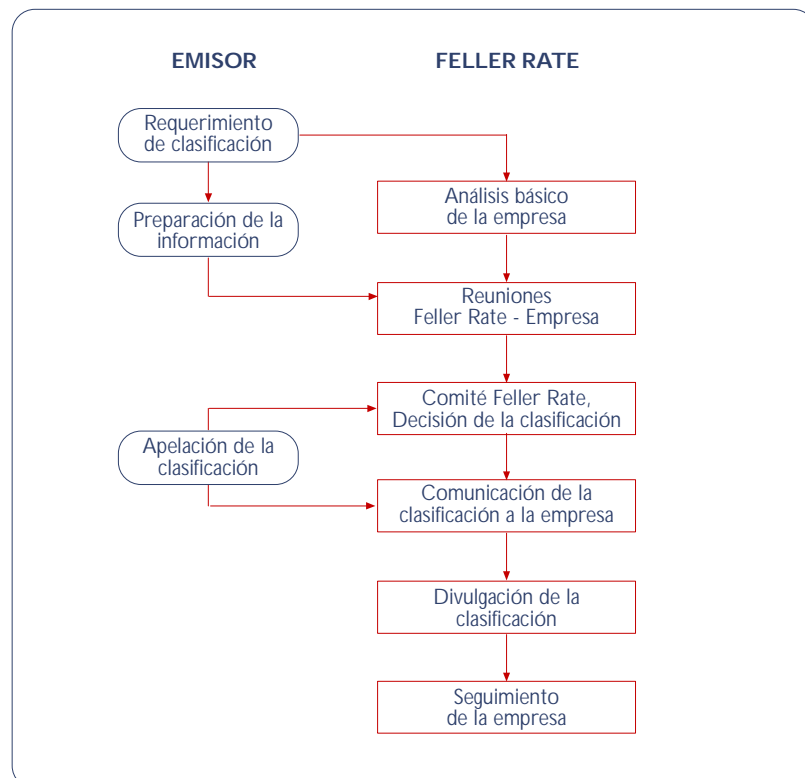 EMISOR
FELLER RATE
Requerimiento
de clasificación
Análisis básico
de la empresa
Preparación de la
información
Reuniones
Feller Rate - Empresa
Comité Feller Rate,
Decisión de la clasificación
Apelación de la
clasificación
Comunicación de la
clasificación a la empresa
Divulgación de la
clasificación
Seguimiento
de la empresa